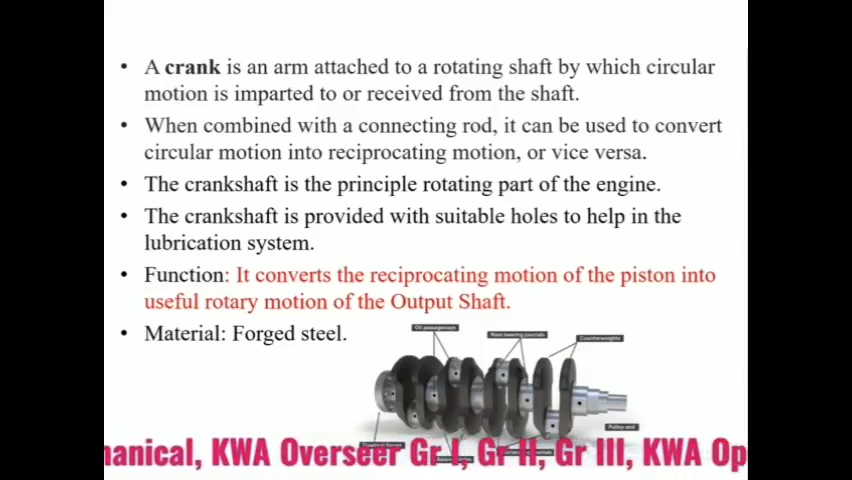 • A crank is an arm attached to a rotating shaft by which circular
motion is imparted to or received from the shaft.
• When combined with a connecting rod, it can be used to convert
circular motion into reciprocating motion, or vice versa.
• The crankshaft is the principle rotating part of the engine.
• The crankshaft is provided with suitable holes to help in the
lubrication system.
• Function: It converts the reciprocating motion of the piston into
useful rotary motion of the Output Shaft.
• Material: Forged steel.
Oil passageways
Main bearing journals
Counterweights
Pulley end
hanical, KWA Overseer Gr I, Gr II, Gr III, KWA Op